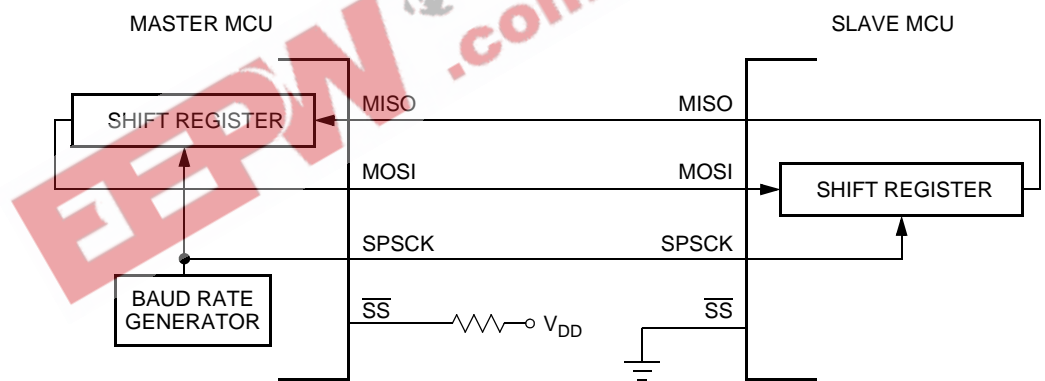 MASTER MCU
SLAVE MCU
SHIFT REGISTER
MISO
MISO
MOSI
MOSI
SHIFT REGISTER
SPSCK
SPSCK
BAUD RATE
GENERATOR
SS
V_DD
SS
EEPW.com